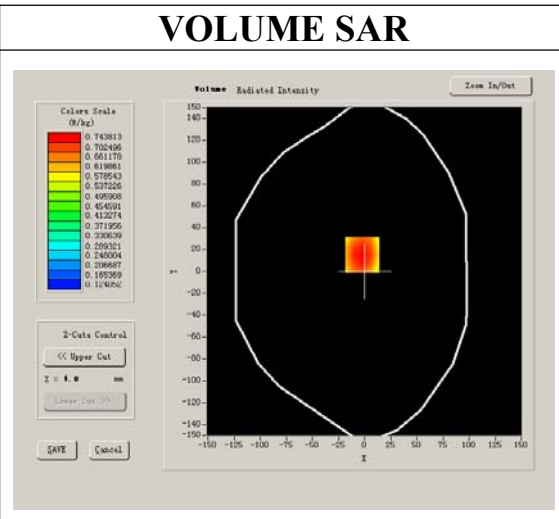 VOLUME SAR
Volume Radiated Intensity
Zoom In/Out
Colors Scale
(W/kg)
0.743813
0.702496
0.661178
0.619861
0.578543
0.537226
0.495908
0.454591
0.413274
0.371956
0.330639
0.289321
0.248004
0.206687
0.165369
0.124052
Z-Cuts Control
<< Upper Cut
Z = 4.0 mm
Lower Cut >>
SAVE
Cancel
150
140
120
100
80
60
40
20
0
-20
-40
-60
-80
-100
-120
-140
-150
Y
-150 -125 -100 -75 -50 -25 0 25 50 75 100 125 150
X